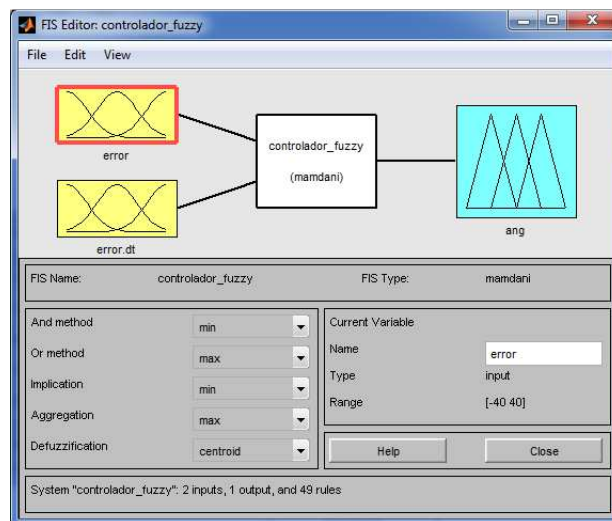 FIS Editor: controlador_fuzzy
File Edit View
error
error.dt
controlador_fuzzy
(mamdani)
ang
FIS Name: controlador_fuzzy FIS Type: mamdani
And method min
Or method max
Implication min
Aggregation max
Defuzzification centroid
Current Variable
Name error
Type input
Range [-40 40]
Help Close
System "controlador_fuzzy": 2 inputs, 1 output, and 49 rules